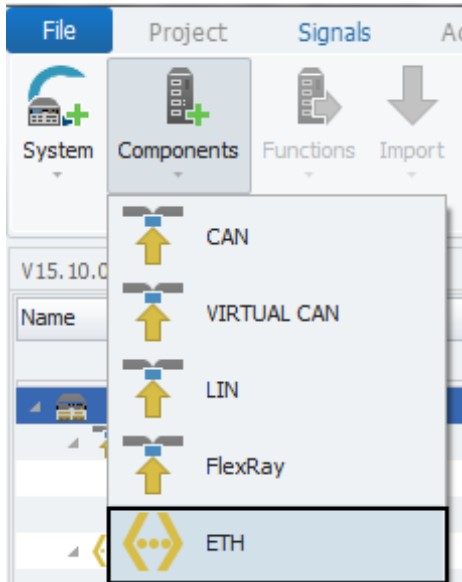 File Project Signals
System Components Functions Import
CAN
V15.10.0
Name
VIRTUAL CAN
LIN
FlexRay
ETH